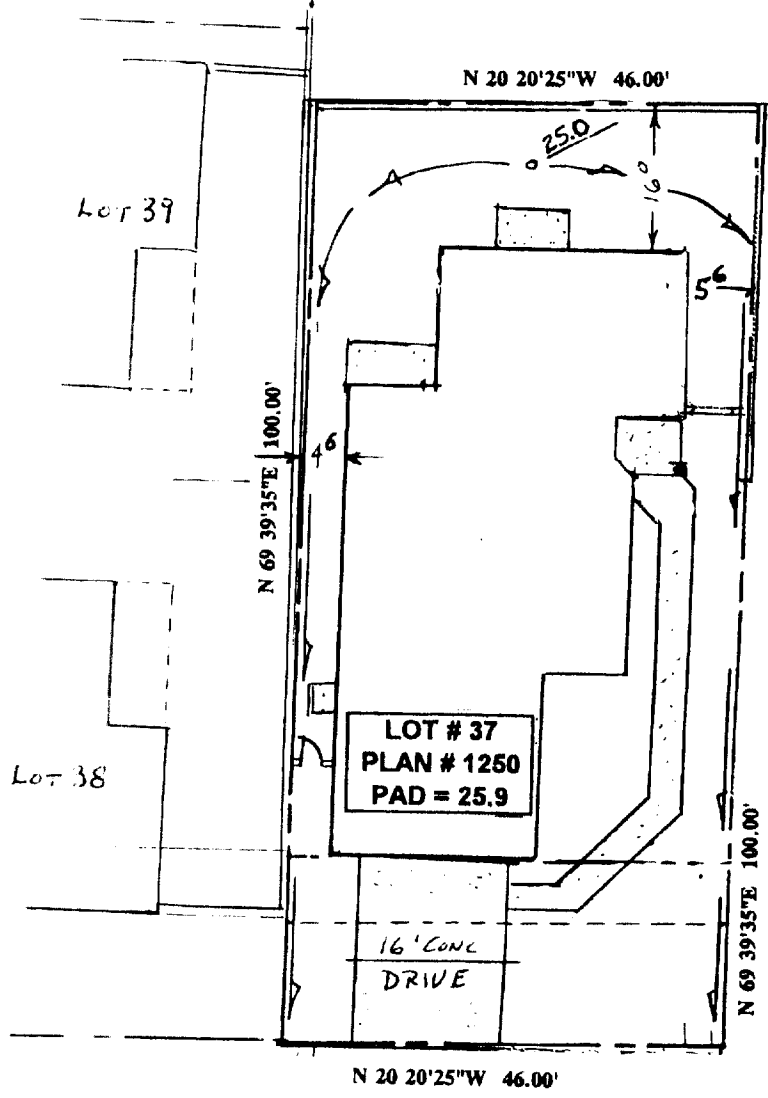 N 20 20'25"W 46.00'
25.0
16⁰
Lot 39
5⁶
N 69 39'35"E 100.00'
4⁶
LOT # 37
PLAN # 1250
PAD = 25.9
Lot 38
N 69 39'35"E 100.00'
16' CONC
DRIVE
N 20 20'25"W 46.00'